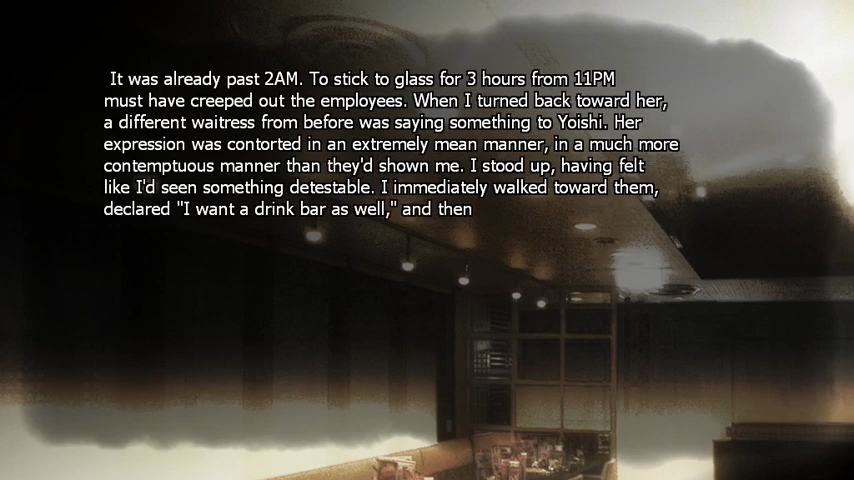 It was already past 2AM. To stick to glass for 3 hours from 11PM
must have creeped out the employees. When I turned back toward her,
a different waitress from before was saying something to Yoishi. Her
expression was contorted in an extremely mean manner, in a much more
contemptuous manner than they'd shown me. I stood up, having felt
like I'd seen something detestable. I immediately walked toward them,
declared "I want a drink bar as well," and then